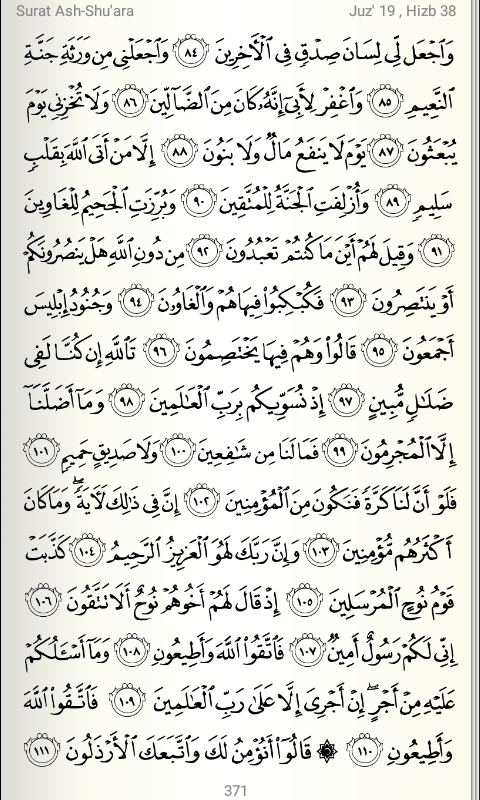 Surat Ash-Shu'ara Juz' 19 , Hizb 38
وَٱجْعَل لِّى لِسَانَ صِدْقٍ فِى ٱلْأَخِرِينَ ٨٤ وَٱجْعَلْنِى مِن وَرَثَةِ جَنَّةِ
ٱلنَّعِيمِ ٨٥ وَٱغْفِرْ لِأَبِىٓ إِنَّهُۥ كَانَ مِنَ ٱلضَّآلِّينَ ٨٦ وَلَا تُخْزِنِى يَوْمَ
يُبْعَثُونَ ٨٧ يَوْمَ لَا يَنفَعُ مَالٌ وَلَا بَنُونَ ٨٨ إِلَّا مَنْ أَتَى ٱللَّهَ بِقَلْبٍ
سَلِيمٍ ٨٩ وَأُزْلِفَتِ ٱلْجَنَّةُ لِلْمُتَّقِينَ ٩٠ وَبُرِّزَتِ ٱلْجَحِيمُ لِلْغَاوِينَ
٩١ وَقِيلَ لَهُمْ أَيْنَ مَا كُنتُمْ تَعْبُدُونَ ٩٢ مِن دُونِ ٱللَّهِ هَلْ يَنصُرُونَكُمْ
أَوْ يَنتَصِرُونَ ٩٣ فَكُبْكِبُوا۟ فِيهَا هُمْ وَٱلْغَاوُۥنَ ٩٤ وَجُنُودُ إِبْلِيسَ
أَجْمَعُونَ ٩٥ قَالُوا۟ وَهُمْ فِيهَا يَخْتَصِمُونَ ٩٦ تَٱللَّهِ إِن كُنَّا لَفِى
ضَلَـٰلٍ مُّبِينٍ ٩٧ إِذْ نُسَوِّيكُم بِرَبِّ ٱلْعَـٰلَمِينَ ٩٨ وَمَآ أَضَلَّنَآ
إِلَّا ٱلْمُجْرِمُونَ ٩٩ فَمَا لَنَا مِن شَـٰفِعِينَ ١٠٠ وَلَا صَدِيقٍ حَمِيمٍ ١٠١
فَلَوْ أَنَّ لَنَا كَرَّةً فَنَكُونَ مِنَ ٱلْمُؤْمِنِينَ ١٠٢ إِنَّ فِى ذَٰلِكَ لَـَٔايَةً ۖ وَمَا كَانَ
أَكْثَرُهُم مُّؤْمِنِينَ ١٠٣ وَإِنَّ رَبَّكَ لَهُوَ ٱلْعَزِيزُ ٱلرَّحِيمُ ١٠٤ كَذَّبَتْ
قَوْمُ نُوحٍ ٱلْمُرْسَلِينَ ١٠٥ إِذْ قَالَ لَهُمْ أَخُوهُمْ نُوحٌ أَلَا تَتَّقُونَ ١٠٦
إِنِّى لَكُمْ رَسُولٌ أَمِينٌ ١٠٧ فَٱتَّقُوا۟ ٱللَّهَ وَأَطِيعُونِ ١٠٨ وَمَآ أَسْـَٔلُكُمْ
عَلَيْهِ مِنْ أَجْرٍ ۖ إِنْ أَجْرِىَ إِلَّا عَلَىٰ رَبِّ ٱلْعَـٰلَمِينَ ١٠٩ فَٱتَّقُوا۟ ٱللَّهَ
وَأَطِيعُونِ ١١٠ ۞ قَالُوٓا۟ أَنُؤْمِنُ لَكَ وَٱتَّبَعَكَ ٱلْأَرْذَلُونَ ١١١
371